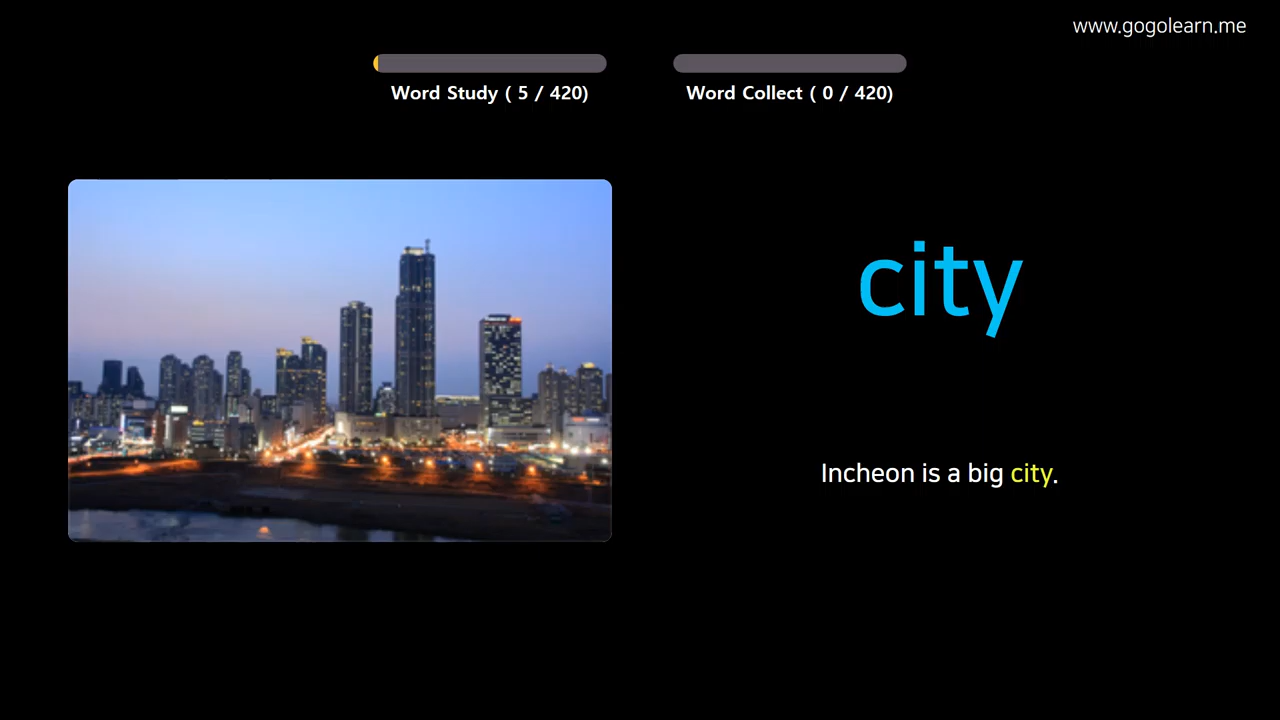 www.gogolearn.me
Word Study ( 5 / 420)
Word Collect ( 0 / 420)
city
Incheon is a big city.